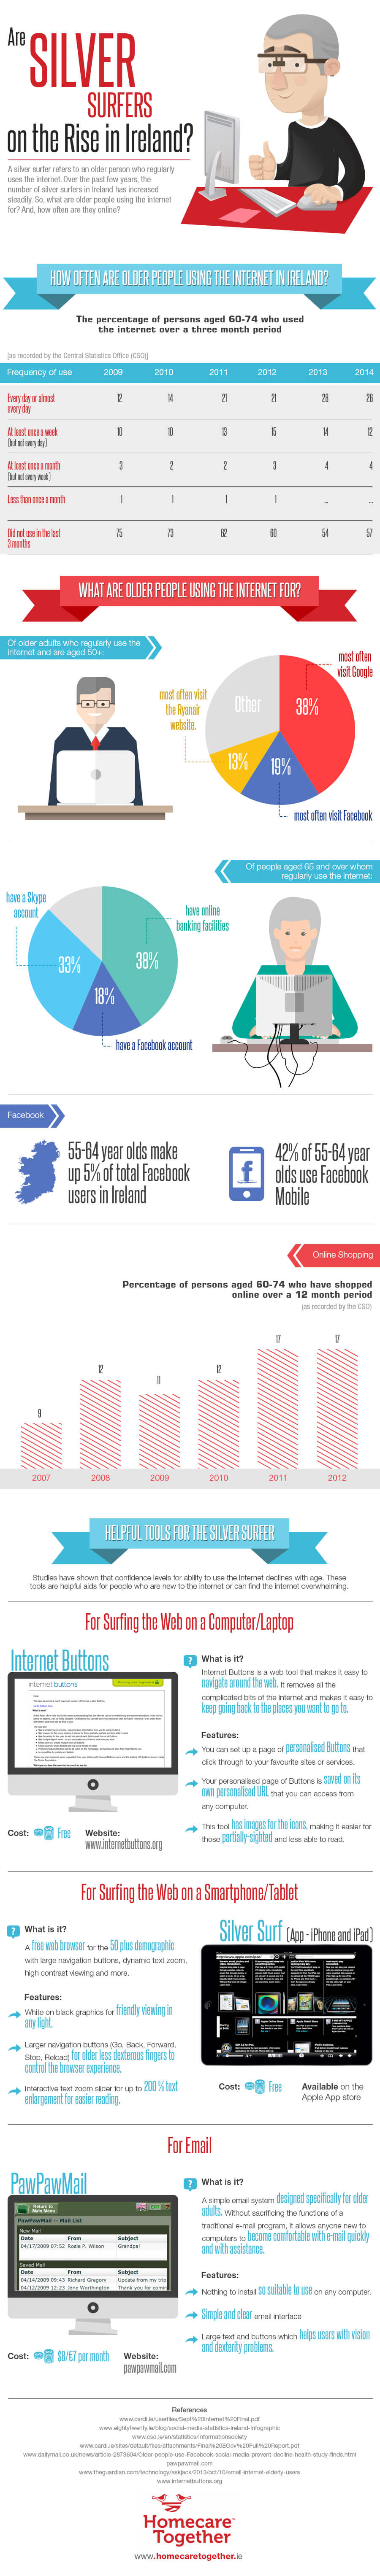 Are
SILVER
SURFERS
on the Rise in Ireland?
A silver surfer refers to an older person who regularly
uses the internet. Over the past few years, the
number of silver surfers in Ireland has increased
steadily. So, what are older people using the internet
for? And, how often are they online?
HOW OFTEN ARE OLDER PEOPLE USING THE INTERNET IN IRELAND?
The percentage of persons aged 60-74 who used
the internet over a three month period
[as recorded by the Central Statistics Office (CSO)]
Frequency of use 2009 2010 2011 2012 2013 2014
Every day or almost
every day 12 14 21 21 28 26
At least once a week
(but not every day) 10 10 13 15 14 12
At least once a month
(but not every week) 3 2 2 3 4 4
Less than once a month 1 1 1 1 ... ...
Did not use in the last
3 months 75 73 62 60 54 57
WHAT ARE OLDER PEOPLE USING THE INTERNET FOR?
Of older adults who regularly use the
internet and are aged 50+:
most often
visit Google
most often visit
the Ryanair
website.
Other
38%
13%
19%
most often visit Facebook
Of people aged 65 and over whom
regularly use the internet:
have a Skype
account
have online
banking facilities
33%
38%
18%
have a Facebook account
Facebook
55-64 year olds make
up 5% of total Facebook
users in Ireland
42% of 55-64 year
olds use Facebook
Mobile
Online Shopping
Percentage of persons aged 60-74 who have shopped
online over a 12 month period
(as recorded by the CSO)
9 12 11 12 17 17
2007 2008 2009 2010 2011 2012
HELPFUL TOOLS FOR THE SILVER SURFER
Studies have shown that confidence levels for ability to use the internet declines with age. These
tools are helpful aids for people who are new to the internet or can find the internet overwhelming.
For Surfing the Web on a Computer/Laptop
Internet Buttons
internet buttons
Cost: Free
Website:
www.internetbuttons.org
? What is it?
Internet Buttons is a web tool that makes it easy to
navigate around the web. It removes all the
complicated bits of the internet and makes it easy to
keep going back to the places you want to go to.
Features:
You can set up a page of personalised Buttons that
click through to your favourite sites or services.
Your personalised page of Buttons is saved on its
own personalised URL that you can access from
any computer.
This tool has images for the icons, making it easier for
those partially-sighted and less able to read.
For Surfing the Web on a Smartphone/Tablet
? What is it?
A free web browser for the 50 plus demographic
with large navigation buttons, dynamic text zoom,
high contrast viewing and more.
Features:
White on black graphics for friendly viewing in
any light.
Larger navigation buttons (Go, Back, Forward,
Stop, Reload) for older less dexterous fingers to
control the browser experience.
Interactive text zoom slider for up to 200 % text
enlargement for easier reading.
Silver Surf (App - iPhone and iPad)
Cost: Free
Available on the
Apple App store
For Email
PawPawMail
Return to
Main Menu
EXIT
PawPawMail -- Mail List
New Mail
Date From Subject
04/17/2009 07:52 Rosie P. Wilson Grandpa!
Saved Mail
Date From Subject
04/14/2009 09:43 Richard Gregory Update from my trip
04/12/2009 12:23 Jane Worthington Thank you for comin
Cost: $8/€7 per month
Website:
pawpawmail.com
? What is it?
A simple email system designed specifically for older
adults. Without sacrificing the functions of a
traditional e-mail program, it allows anyone new to
computers to become comfortable with e-mail quickly
and with assistance.
Features:
Nothing to install so suitable to use on any computer.
Simple and clear email interface
Large text and buttons which helps users with vision
and dexterity problems.
References
www.cardi.ie/userfiles/Sept%20Internet%20Final.pdf
www.eightytwenty.ie/blog/social-media-statistics-ireland-infographic
www.cso.ie/en/statistics/informationsociety
www.cardi.ie/sites/default/files/attachments/Final%20EGov%20Full%20Report.pdf
www.dailymail.co.uk/news/article-2873604/Older-people-use-Facebook-social-media-prevent-decline-health-study-finds.html
pawpawmail.com
www.theguardian.com/technology/askjack/2013/oct/10/email-internet-elderly-users
www.internetbuttons.org
Homecare
Together
www.homecaretogether.ie